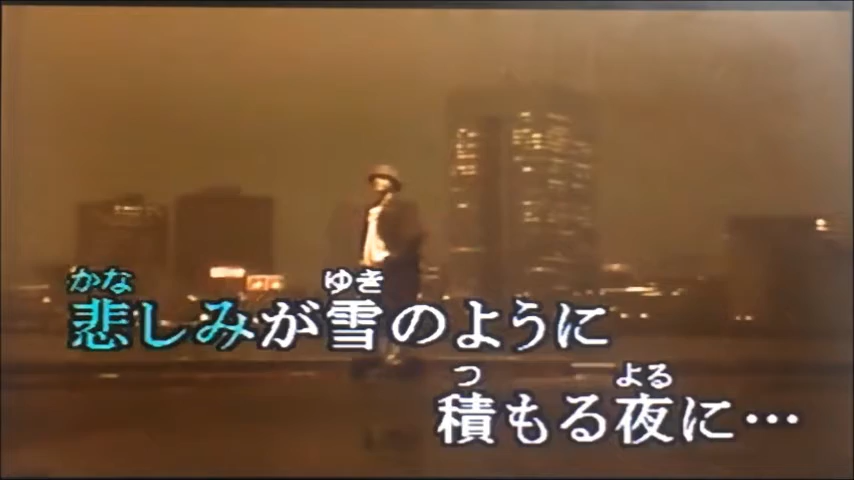 かな ゆき
悲しみが雪のように
つ よる
積もる夜に…